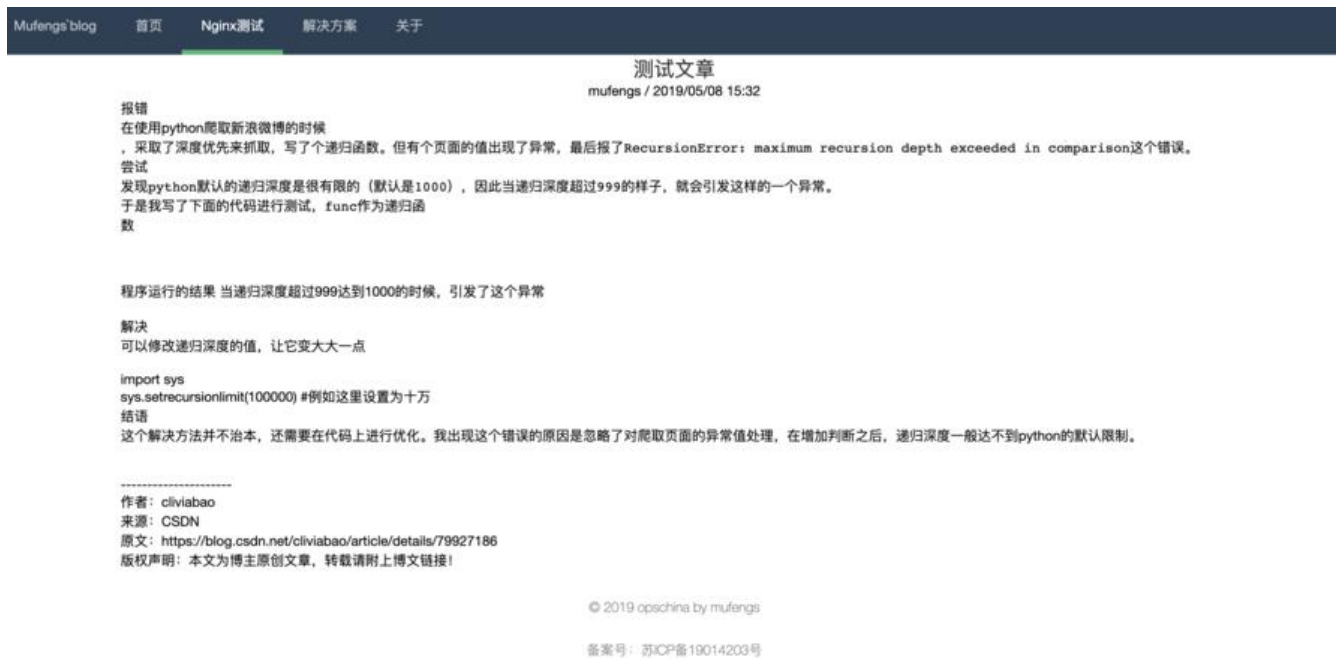 Mufengs'blog 首页 Nginx测试 解决方案 关于
测试文章
mufengs / 2019/05/08 15:32
报错
在使用python爬取新浪微博的时候
，采取了深度优先来抓取，写了个递归函数。但有个页面的值出现了异常，最后报了RecursionError: maximum recursion depth exceeded in comparison这个错误。
尝试
发现python默认的递归深度是很有限的（默认是1000），因此当递归深度超过999的样子，就会引发这样的一个异常。
于是我写了下面的代码进行测试，func作为递归函
数
程序运行的结果 当递归深度超过999达到1000的时候，引发了这个异常
解决
可以修改递归深度的值，让它变大大一点
import sys
sys.setrecursionlimit(100000) #例如这里设置为十万
结语
这个解决方法并不治本，还需要在代码上进行优化。我出现这个错误的原因是忽略了对爬取页面的异常值处理，在增加判断之后，递归深度一般达不到python的默认限制。
---------------------
作者：cliviabao
来源：CSDN
原文：https://blog.csdn.net/cliviabao/article/details/79927186
版权声明：本文为博主原创文章，转载请附上博文链接！
© 2019 opschina by mufengs
备案号：苏ICP备19014203号